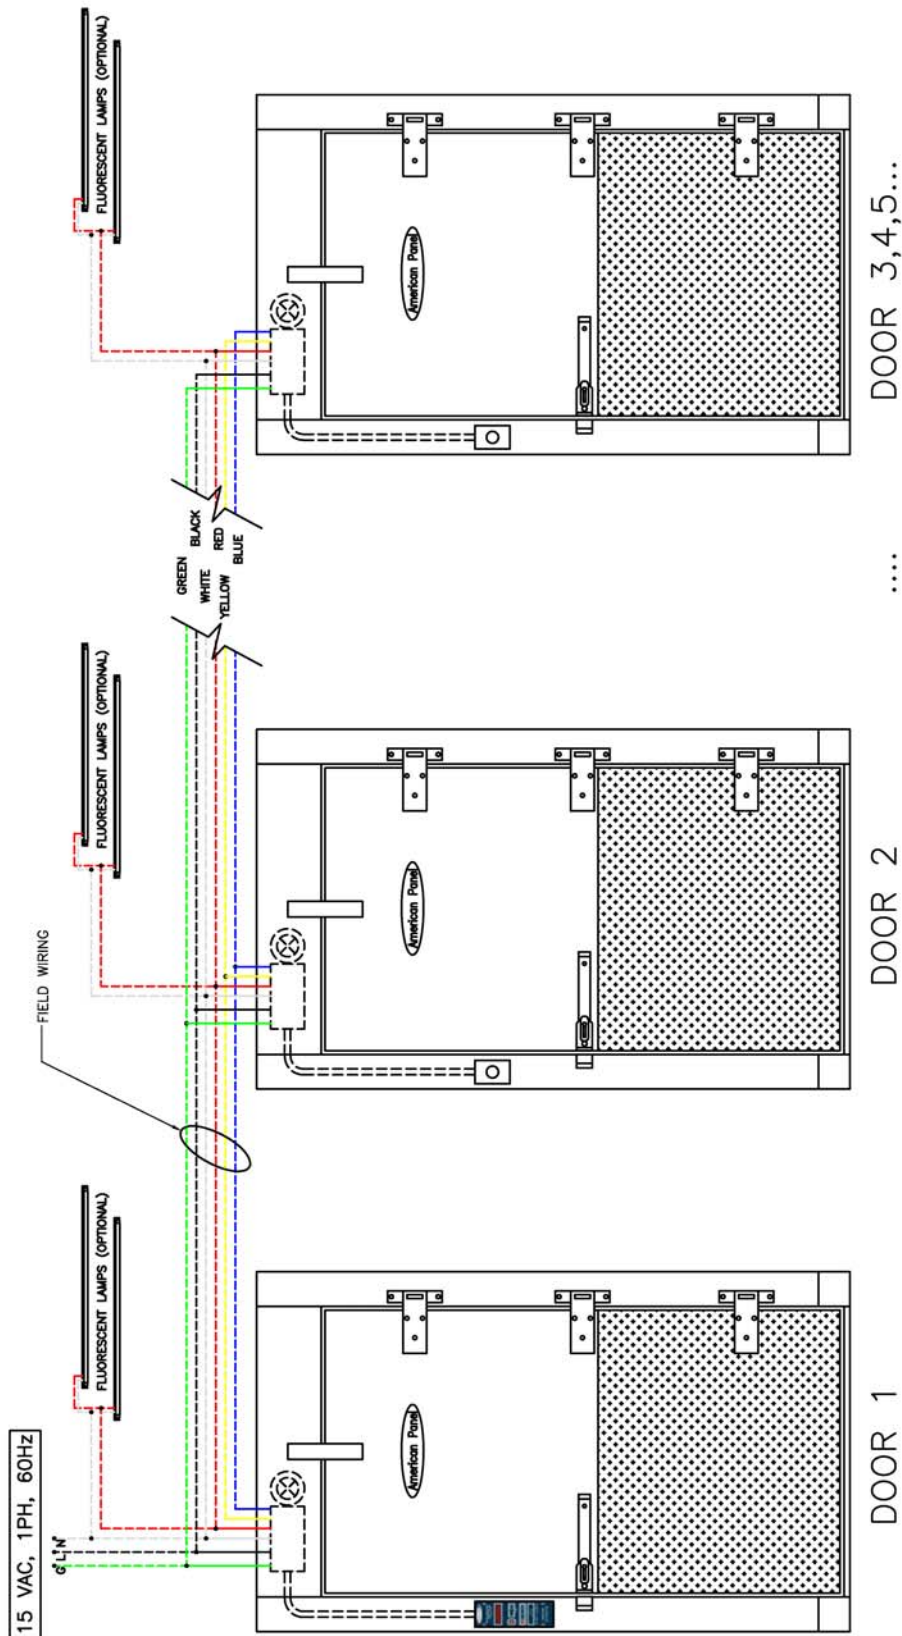 15 VAC, 1PH, 60Hz
G L N
FLUORESCENT LAMPS (OPTIONAL)
FLUORESCENT LAMPS (OPTIONAL)
FLUORESCENT LAMPS (OPTIONAL)
FIELD WIRING
GREEN
BLACK
WHITE
RED
YELLOW
BLUE
American Panel
American Panel
American Panel
DOOR 1
DOOR 2
....
DOOR 3,4,5...